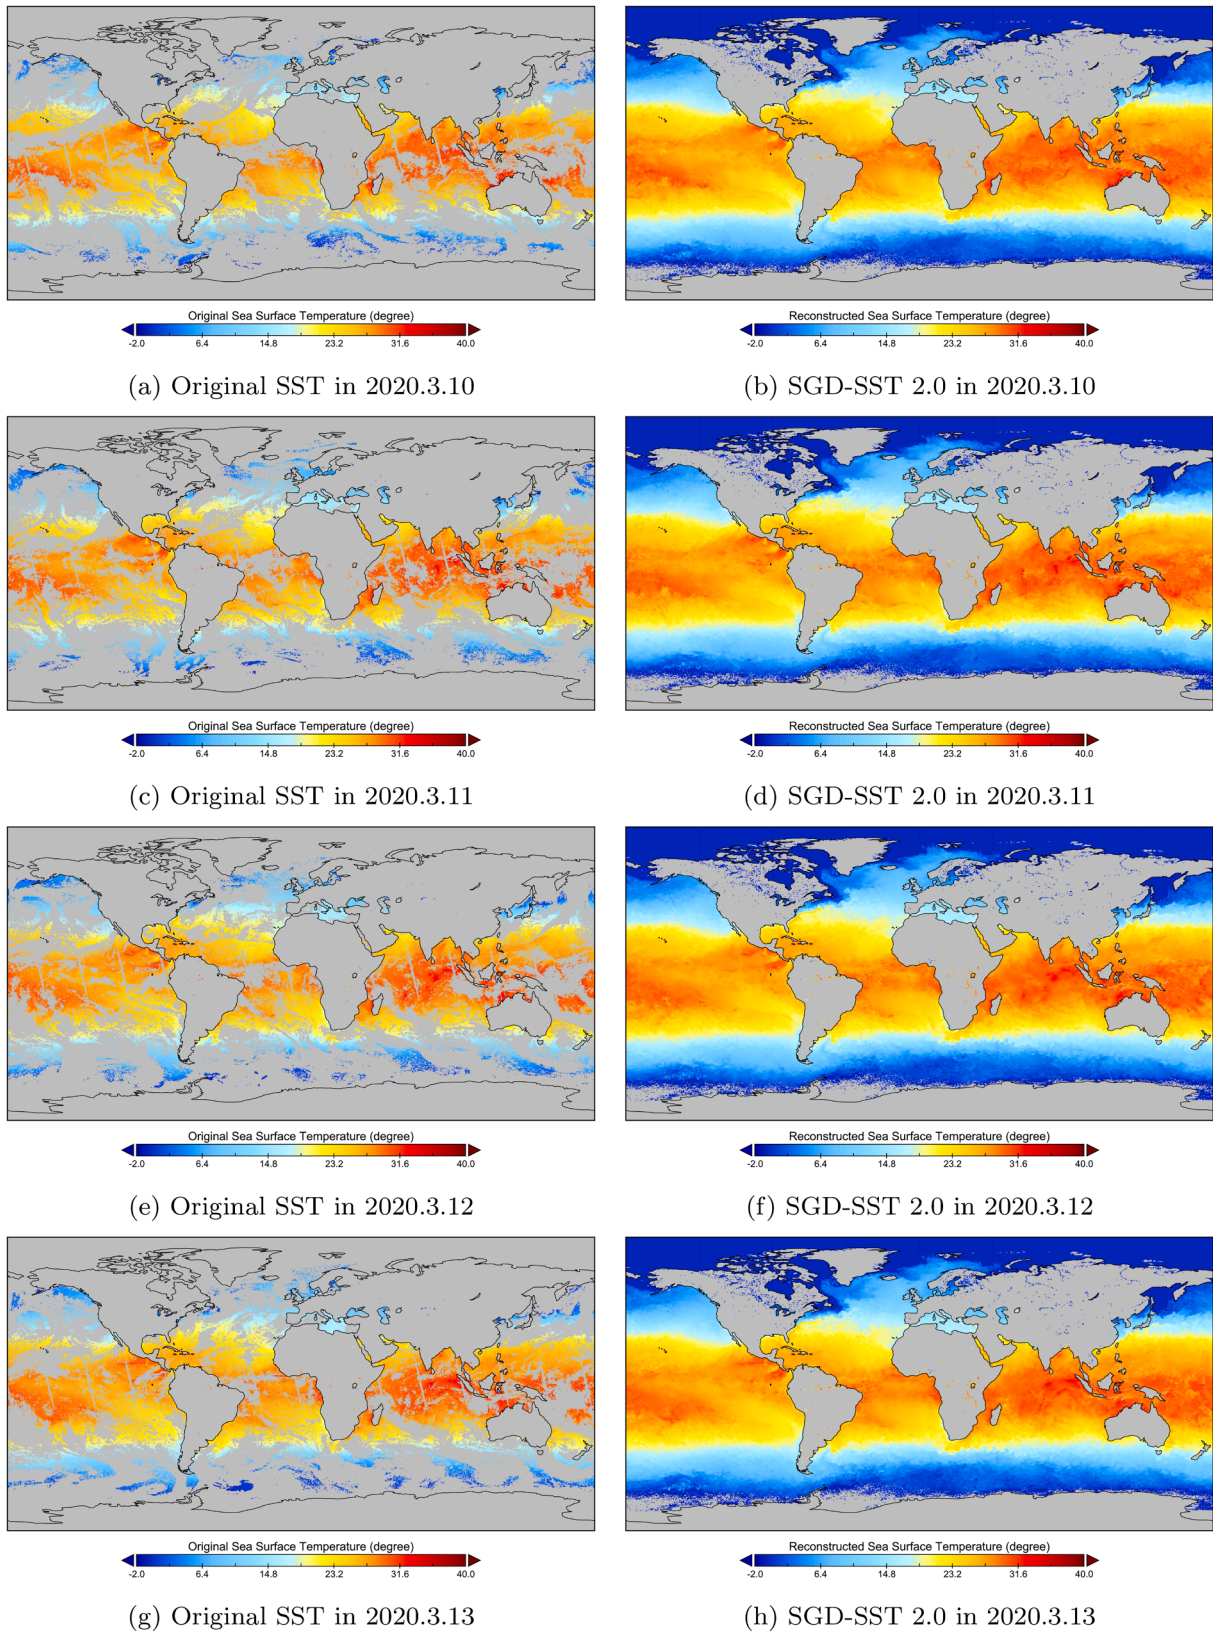 Original Sea Surface Temperature (degree)
-2.0 6.4 14.8 23.2 31.6 40.0
(a) Original SST in 2020.3.10
Reconstructed Sea Surface Temperature (degree)
-2.0 6.4 14.8 23.2 31.6 40.0
(b) SGD-SST 2.0 in 2020.3.10
Original Sea Surface Temperature (degree)
-2.0 6.4 14.8 23.2 31.6 40.0
(c) Original SST in 2020.3.11
Reconstructed Sea Surface Temperature (degree)
-2.0 6.4 14.8 23.2 31.6 40.0
(d) SGD-SST 2.0 in 2020.3.11
Original Sea Surface Temperature (degree)
-2.0 6.4 14.8 23.2 31.6 40.0
(e) Original SST in 2020.3.12
Reconstructed Sea Surface Temperature (degree)
-2.0 6.4 14.8 23.2 31.6 40.0
(f) SGD-SST 2.0 in 2020.3.12
Original Sea Surface Temperature (degree)
-2.0 6.4 14.8 23.2 31.6 40.0
(g) Original SST in 2020.3.13
Reconstructed Sea Surface Temperature (degree)
-2.0 6.4 14.8 23.2 31.6 40.0
(h) SGD-SST 2.0 in 2020.3.13